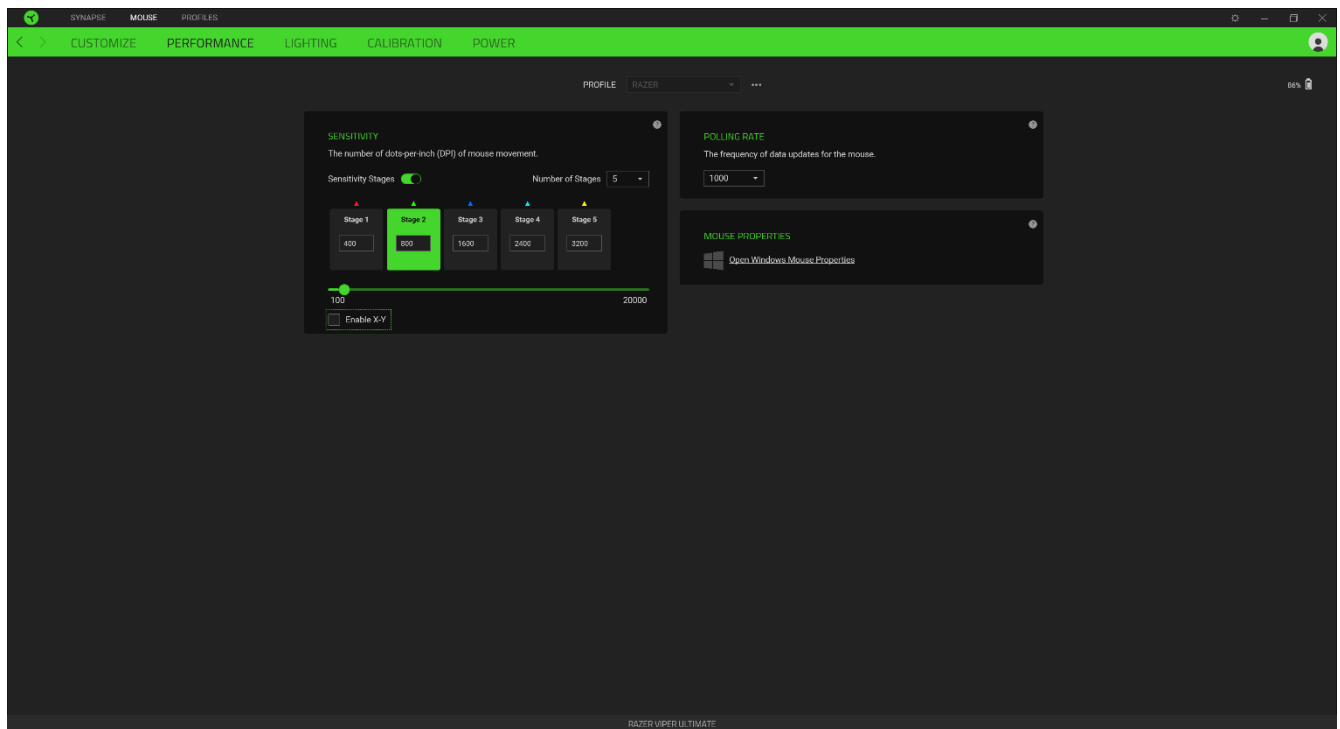 SYNAPSE MOUSE PROFILES
CUSTOMIZE PERFORMANCE LIGHTING CALIBRATION POWER
PROFILE RAZER
86%
SENSITIVITY
The number of dots-per-inch (DPI) of mouse movement.
Sensitivity Stages Number of Stages 5
Stage 1 Stage 2 Stage 3 Stage 4 Stage 5
400 800 1600 2400 3200
100 20000
Enable X-Y
POLLING RATE
The frequency of data updates for the mouse.
1000
MOUSE PROPERTIES
Open Windows Mouse Properties
RAZER VIPER ULTIMATE